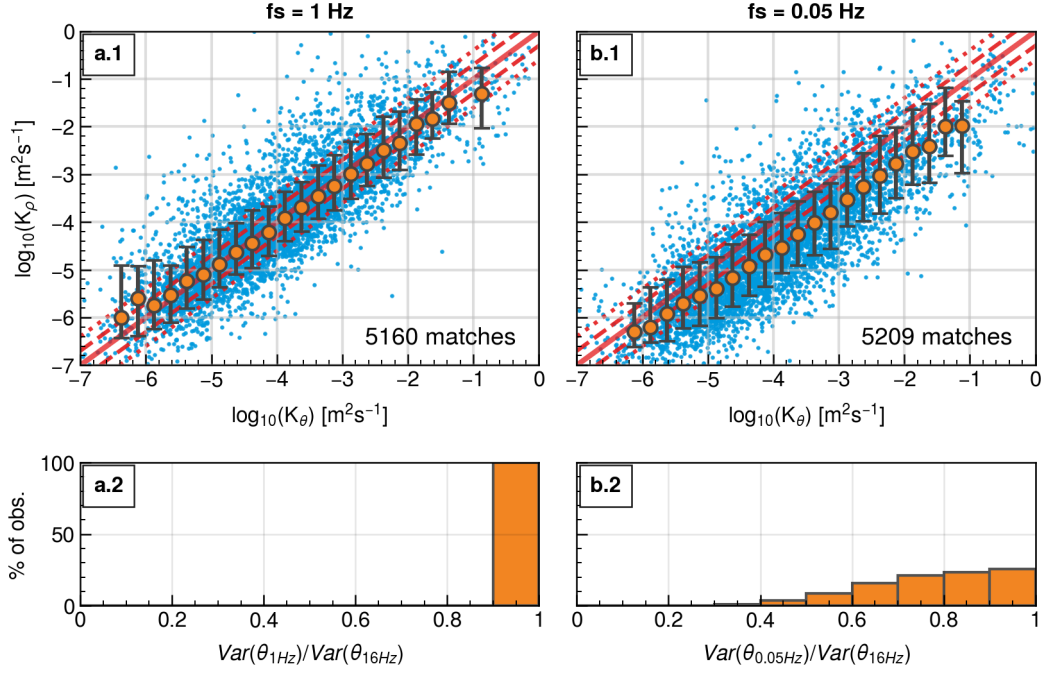 fs = 1 Hz
fs = 0.05 Hz
a.1
b.1
0
−1
−2
−3
−4
−5
−6
−7
log₁₀(Kρ) [m²s⁻¹]
5160 matches
5209 matches
−7 −6 −5 −4 −3 −2 −1 0
−7 −6 −5 −4 −3 −2 −1 0
log₁₀(Kθ) [m²s⁻¹]
log₁₀(Kθ) [m²s⁻¹]
a.2
b.2
100
50
0
% of obs.
0 0.2 0.4 0.6 0.8 1
0 0.2 0.4 0.6 0.8 1
Var(θ1Hz)/Var(θ16Hz)
Var(θ0.05Hz)/Var(θ16Hz)